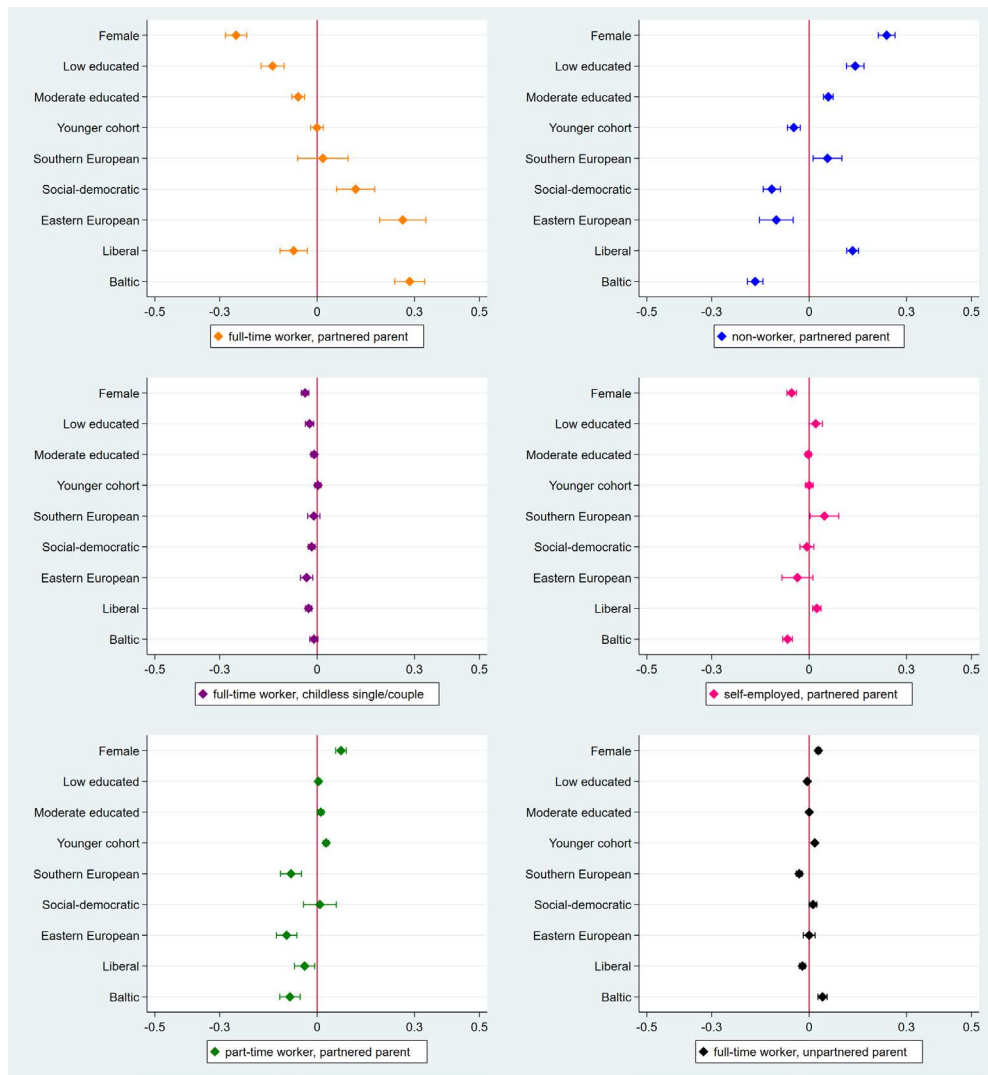 Female
Low educated
Moderate educated
Younger cohort
Southern European
Social-democratic
Eastern European
Liberal
Baltic
-0.5 -0.3 0 0.3 0.5
full-time worker, partnered parent
Female
Low educated
Moderate educated
Younger cohort
Southern European
Social-democratic
Eastern European
Liberal
Baltic
-0.5 -0.3 0 0.3 0.5
non-worker, partnered parent
Female
Low educated
Moderate educated
Younger cohort
Southern European
Social-democratic
Eastern European
Liberal
Baltic
-0.5 -0.3 0 0.3 0.5
full-time worker, childless single/couple
Female
Low educated
Moderate educated
Younger cohort
Southern European
Social-democratic
Eastern European
Liberal
Baltic
-0.5 -0.3 0 0.3 0.5
self-employed, partnered parent
Female
Low educated
Moderate educated
Younger cohort
Southern European
Social-democratic
Eastern European
Liberal
Baltic
-0.5 -0.3 0 0.3 0.5
part-time worker, partnered parent
Female
Low educated
Moderate educated
Younger cohort
Southern European
Social-democratic
Eastern European
Liberal
Baltic
-0.5 -0.3 0 0.3 0.5
full-time worker, unpartnered parent